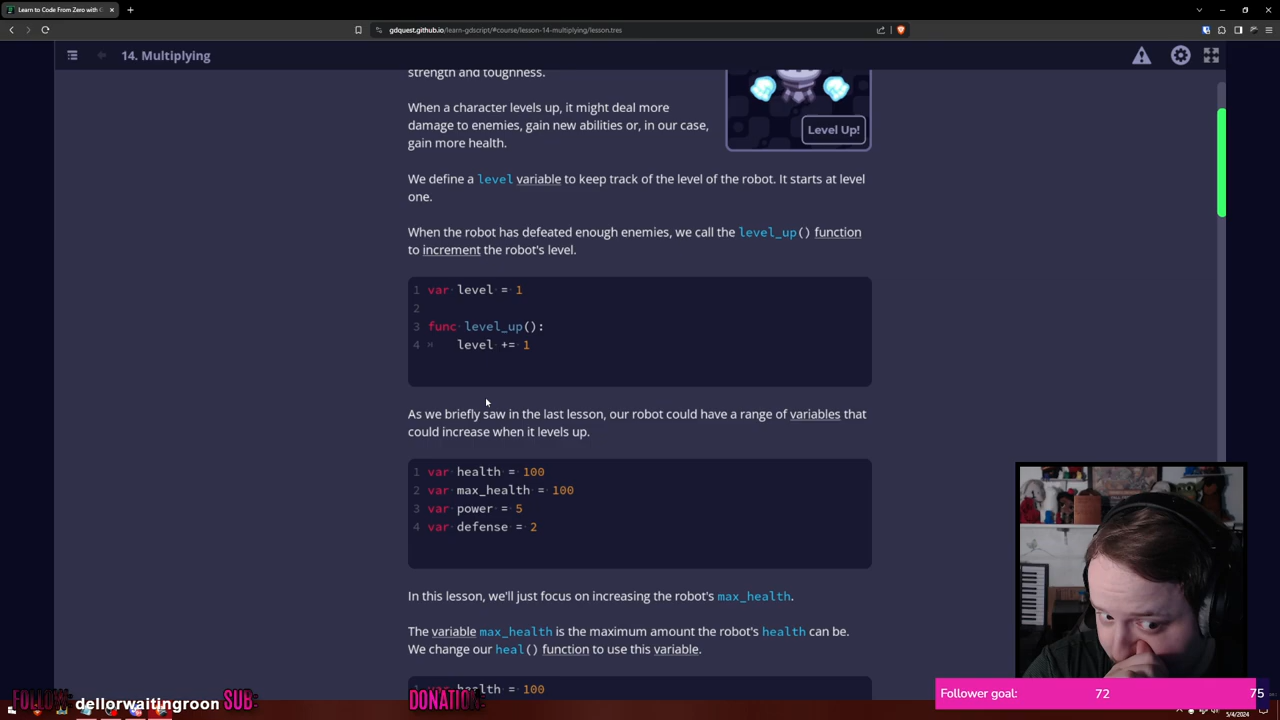 Learn to Code From Zero with
gdquest.github.io/learn-gdscript/#course/lesson-14-multiplying/lesson.tres
14. Multiplying
strength and toughness.
When a character levels up, it might deal more
damage to enemies, gain new abilities or, in our case,
gain more health.
Level Up!
We define a level variable to keep track of the level of the robot. It starts at level
one.
When the robot has defeated enough enemies, we call the level_up() function
to increment the robot's level.
1 var level = 1
2
3 func level_up():
4 level += 1
As we briefly saw in the last lesson, our robot could have a range of variables that
could increase when it levels up.
1 var health = 100
2 var max_health = 100
3 var power = 5
4 var defense = 2
In this lesson, we'll just focus on increasing the robot's max_health.
The variable max_health is the maximum amount the robot's health can be.
We change our heal() function to use this variable.
var health = 100
FOLLOW: dellorwaitingroon SUB: DONATION:
Follower goal: 72 75
5/4/2024